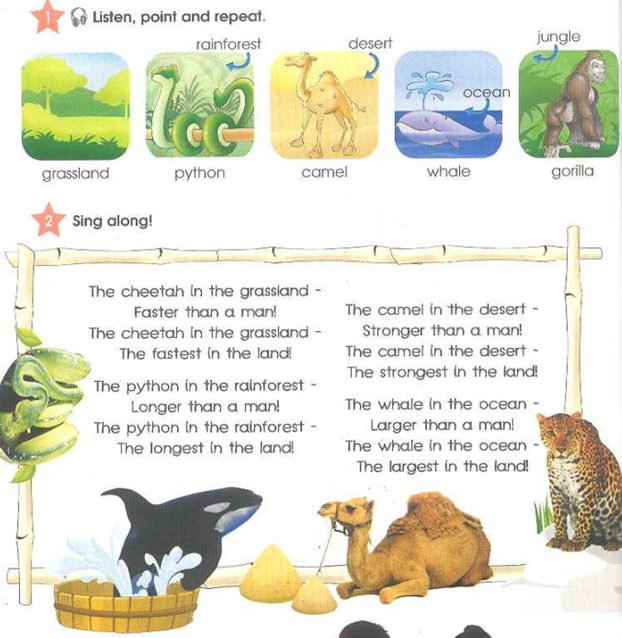 1 Listen, point and repeat.
rainforest
desert
jungle
ocean
grassland
python
camel
whale
gorilla
2 Sing along!
The cheetah in the grassland -
Faster than a man!
The cheetah in the grassland -
The fastest in the land!
The python in the rainforest -
Longer than a man!
The python in the rainforest -
The longest in the land!
The camel in the desert -
Stronger than a man!
The camel in the desert -
The strongest in the land!
The whale in the ocean -
Larger than a man!
The whale in the ocean -
The largest in the land!